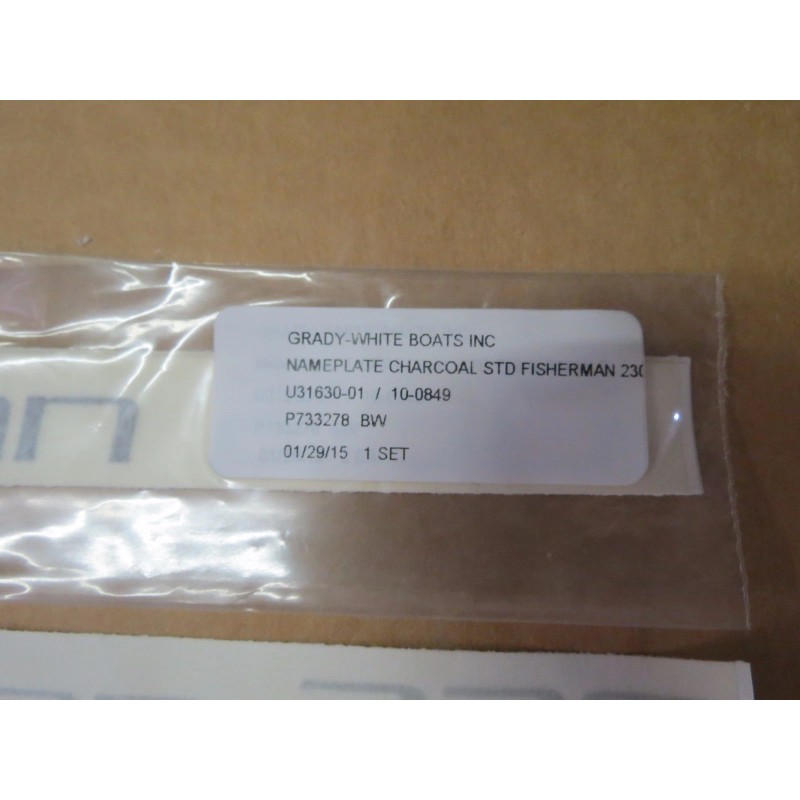 GRADY-WHITE BOATS INC
NAMEPLATE CHARCOAL STD FISHERMAN 230
U31630-01 / 10-0849
P733278 BW
01/29/15 1 SET